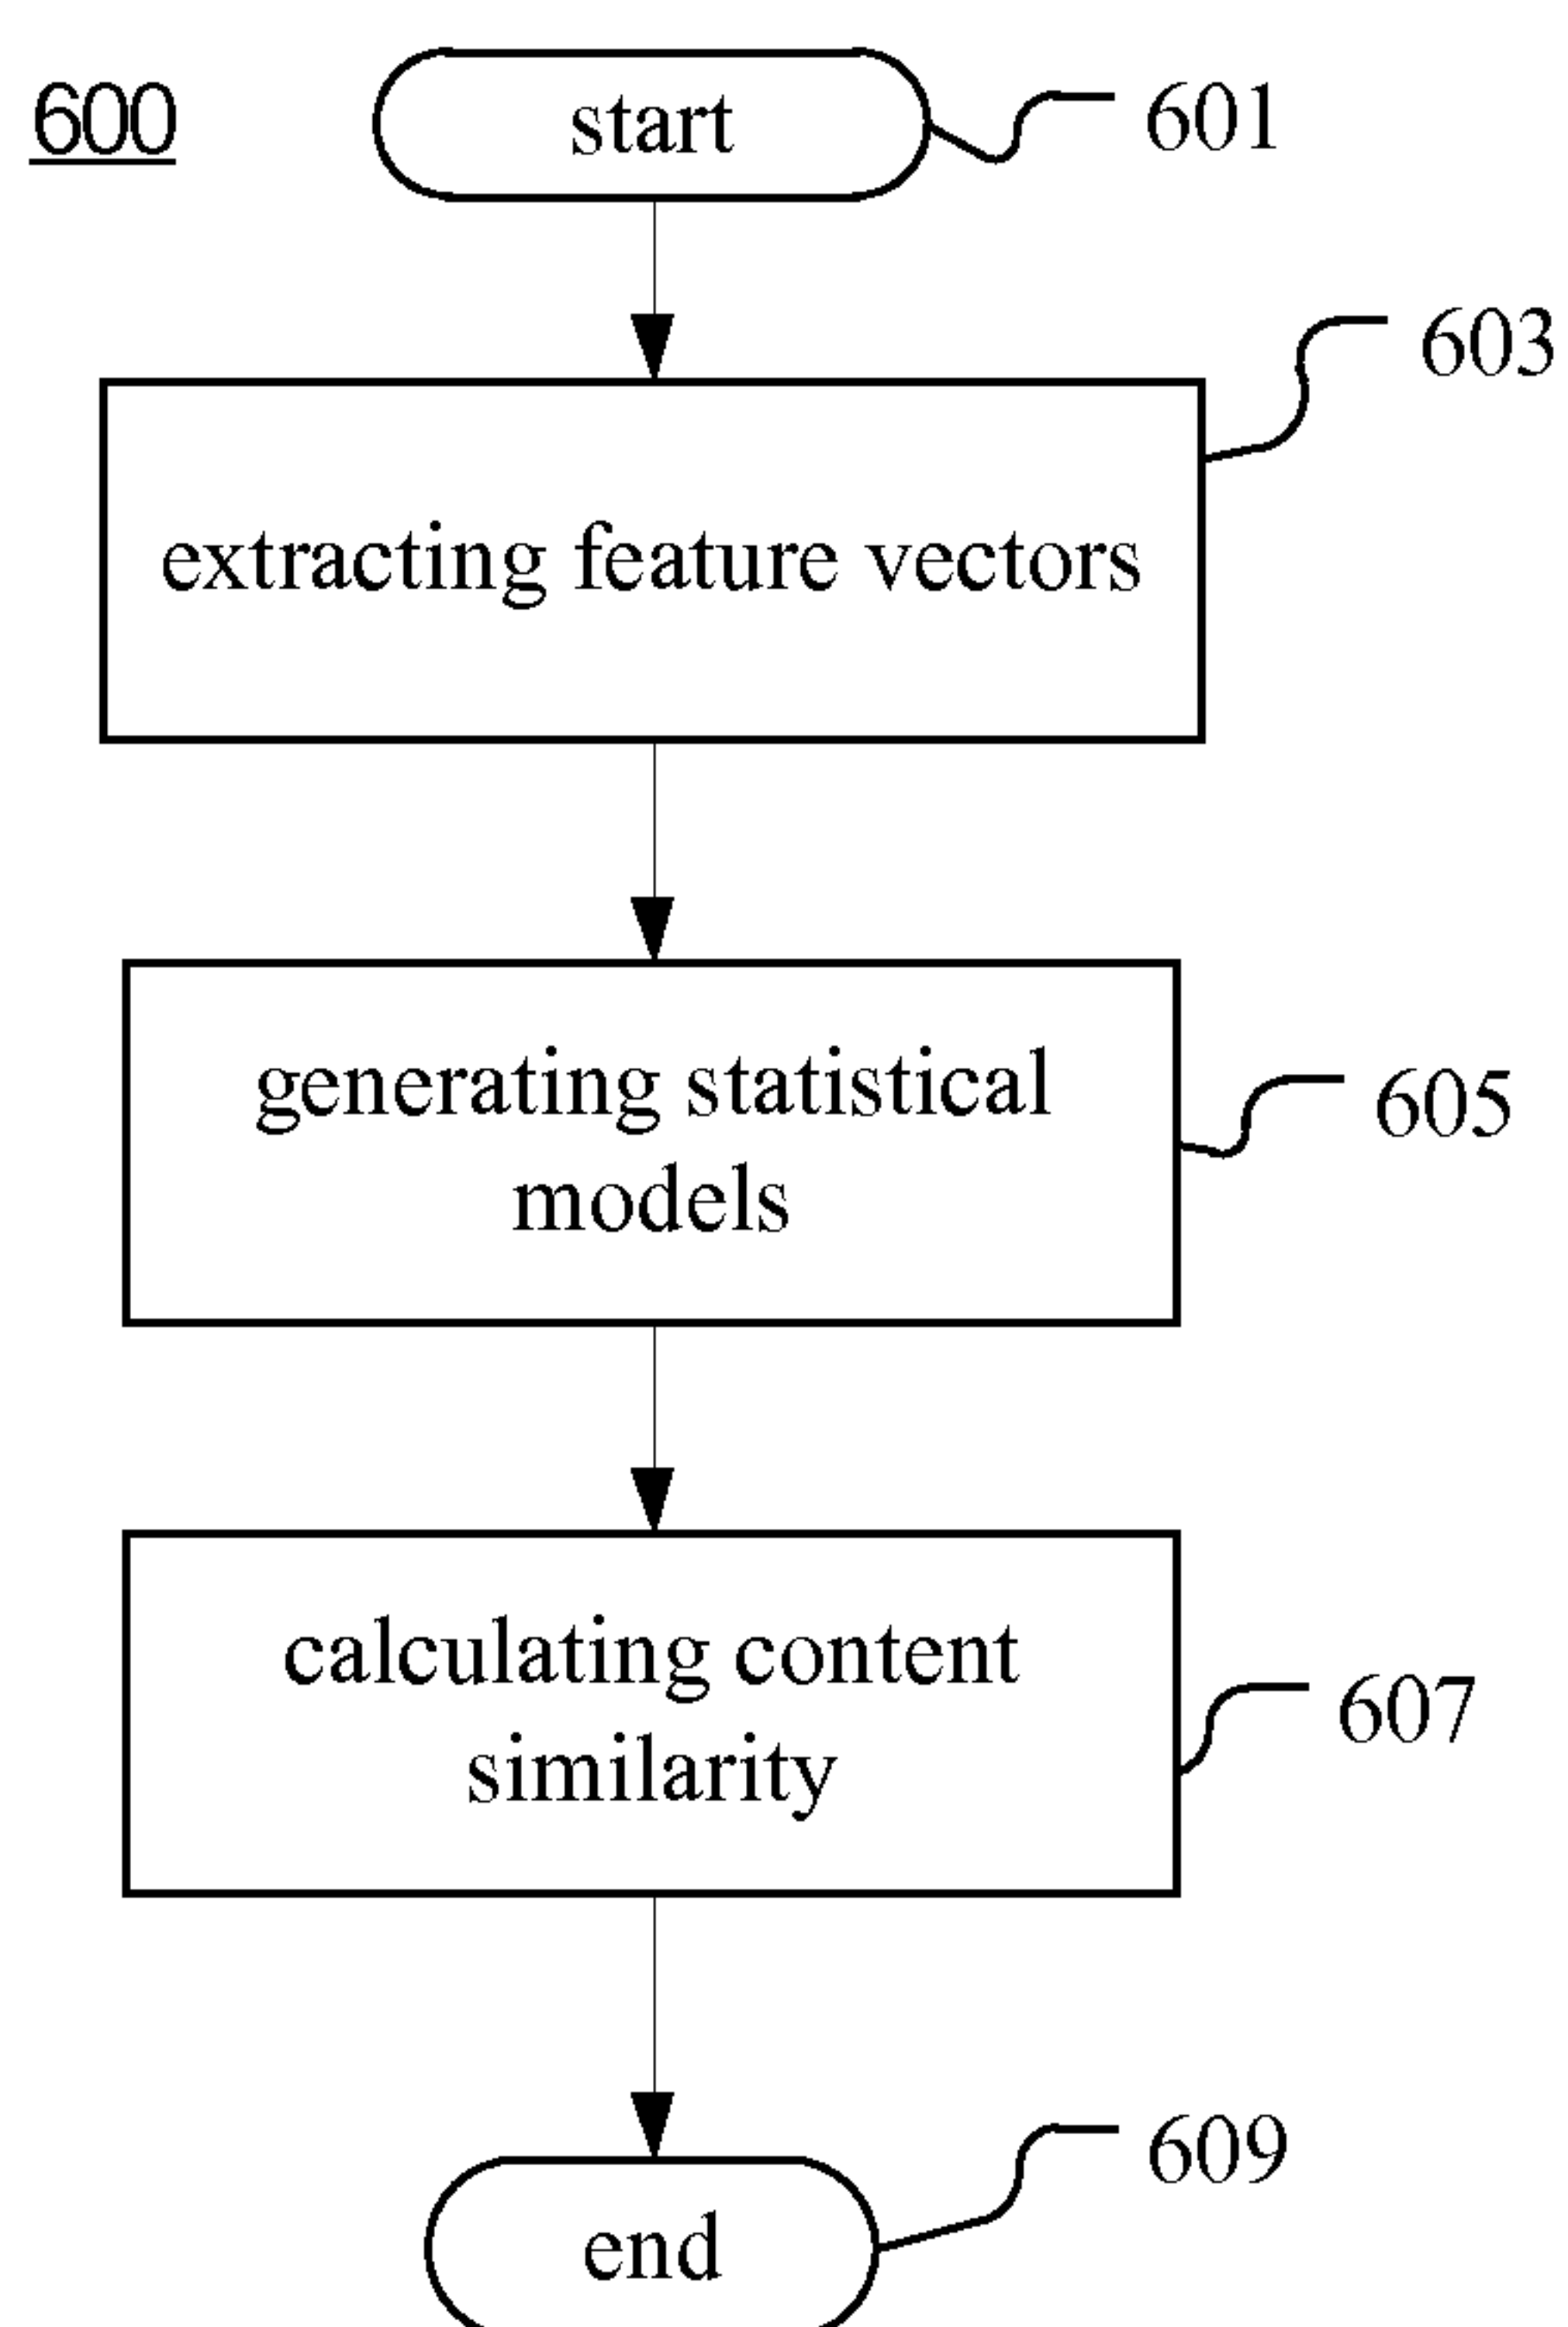 600
start
601
603
extracting feature vectors
generating statistical
models
605
calculating content
similarity
607
609
end